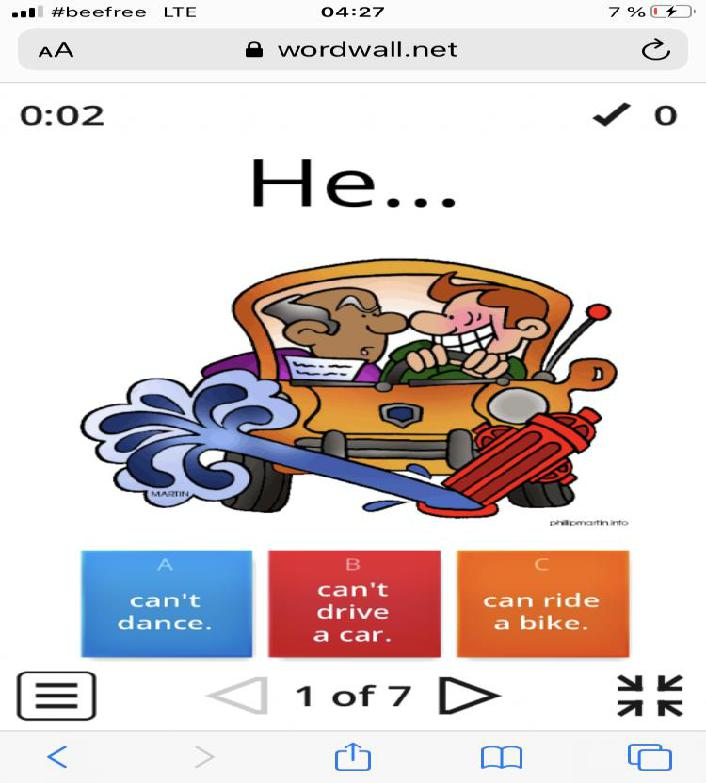 #beefree LTE 04:27 7 %
AA wordwall.net
0:02 0
He...
MARTIN
phillipmartin.info
A
can't
dance.
B
can't
drive
a car.
C
can ride
a bike.
1 of 7